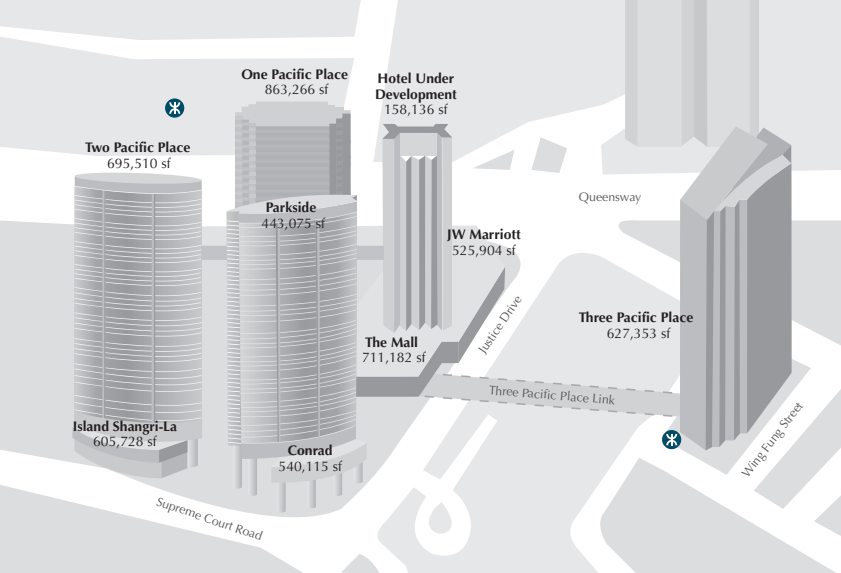 One Pacific Place
863,266 sf
Hotel Under
Development
158,136 sf
Two Pacific Place
695,510 sf
Queensway
Parkside
443,075 sf
JW Marriott
525,904 sf
Justice Drive
Three Pacific Place
627,353 sf
The Mall
711,182 sf
Three Pacific Place Link
Wing Fung Street
Island Shangri-La
605,728 sf
Conrad
540,115 sf
Supreme Court Road